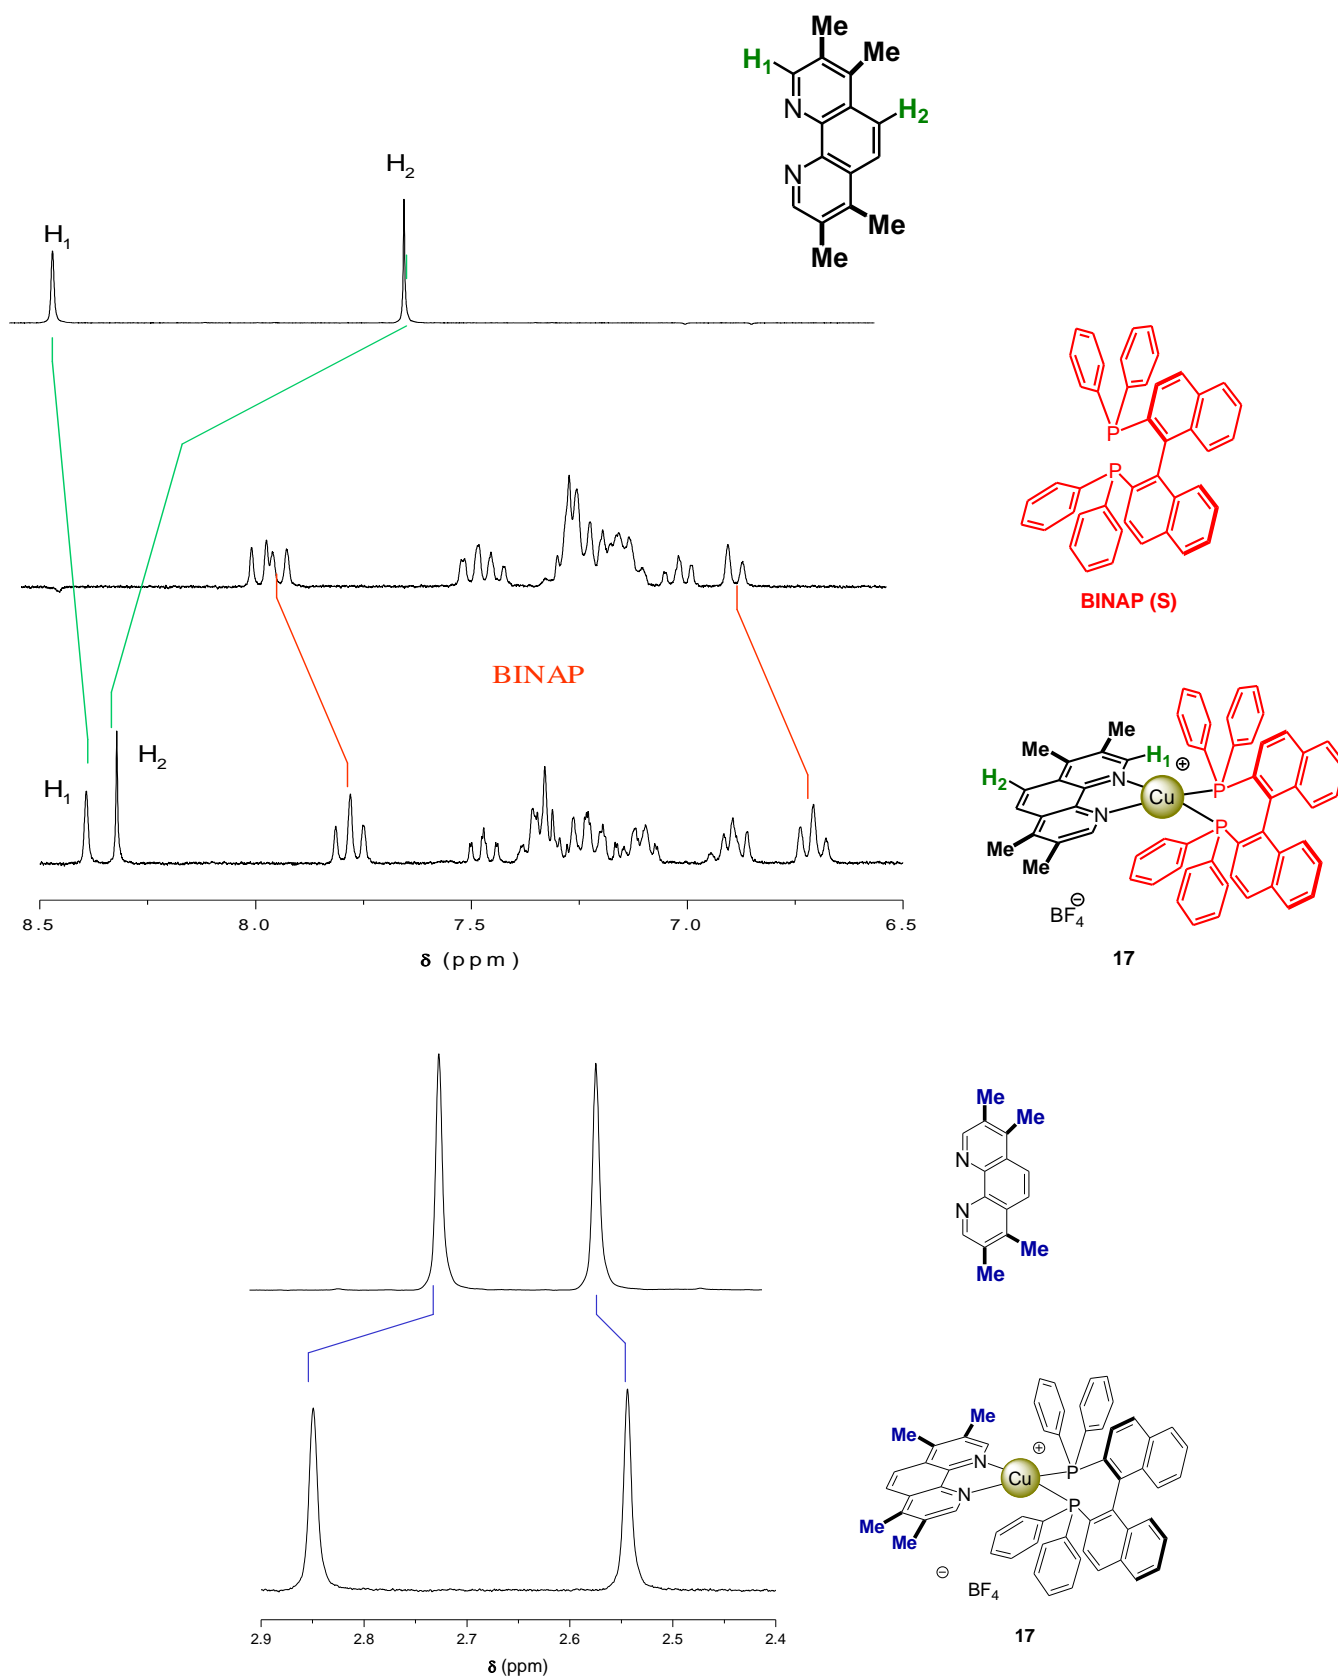 Me
Me
H1
N
H2
N
Me
Me
H2
H1
P
P
BINAP (S)
BINAP
H2
H1
Me
Me
H1
⊕
H2
N
Cu
P
N
P
Me
Me
BF4
⊖
17
8.5 8.0 7.5 7.0 6.5
δ (ppm)
Me
Me
N
N
Me
Me
Me
Me
⊕
N
Cu
P
N
P
Me
Me
⊖
BF4
17
2.9 2.8 2.7 2.6 2.5 2.4
δ (ppm)